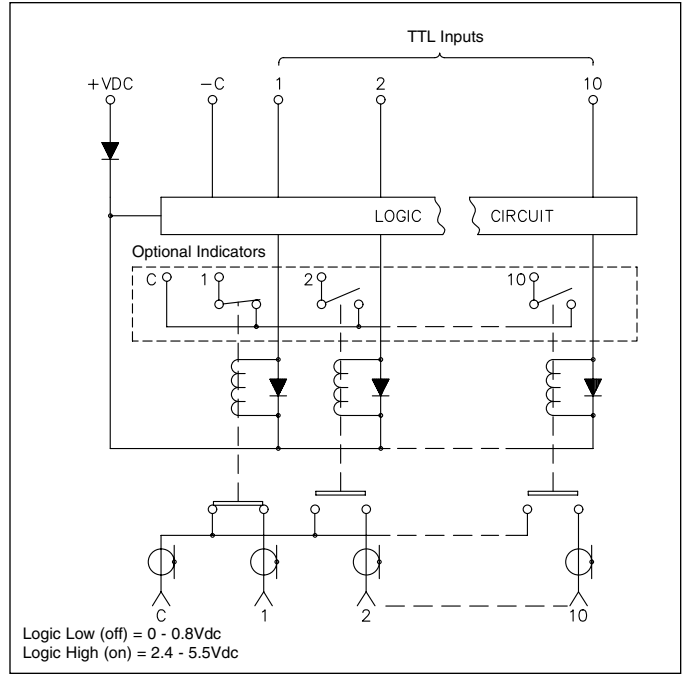 TTL Inputs
+VDC -C 1 2 10
LOGIC CIRCUIT
Optional Indicators
C 1 2 10
C 1 2 10
Logic Low (off) = 0 - 0.8Vdc
Logic High (on) = 2.4 - 5.5Vdc